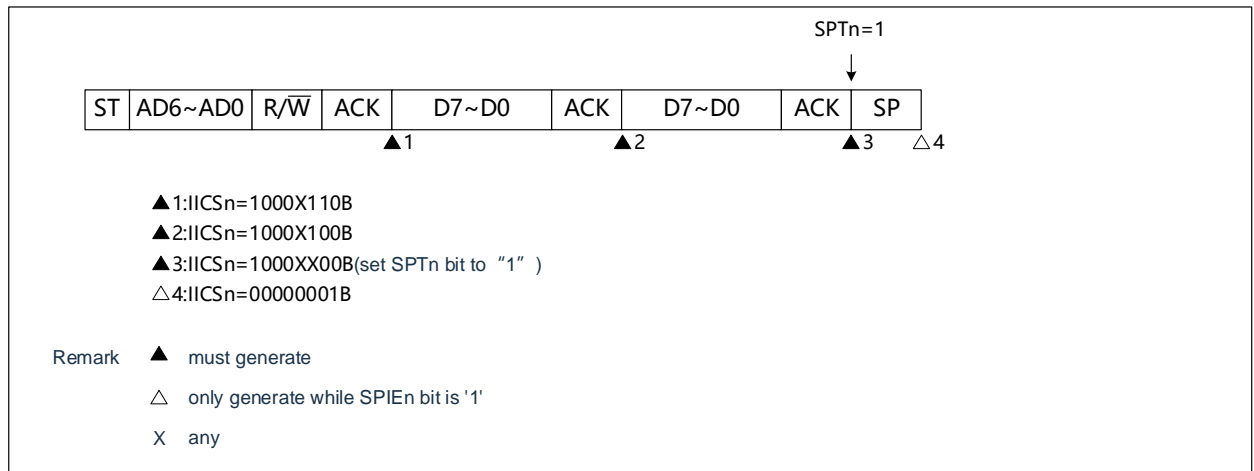 SPTn=1
ST AD6~AD0 R/W̅ ACK D7~D0 ACK D7~D0 ACK SP
▲1 ▲2 ▲3 △4
▲1:IICSn=1000X110B
▲2:IICSn=1000X100B
▲3:IICSn=1000XX00B(set SPTn bit to “1” )
△4:IICSn=00000001B
Remark ▲ must generate
△ only generate while SPIEn bit is '1'
X any